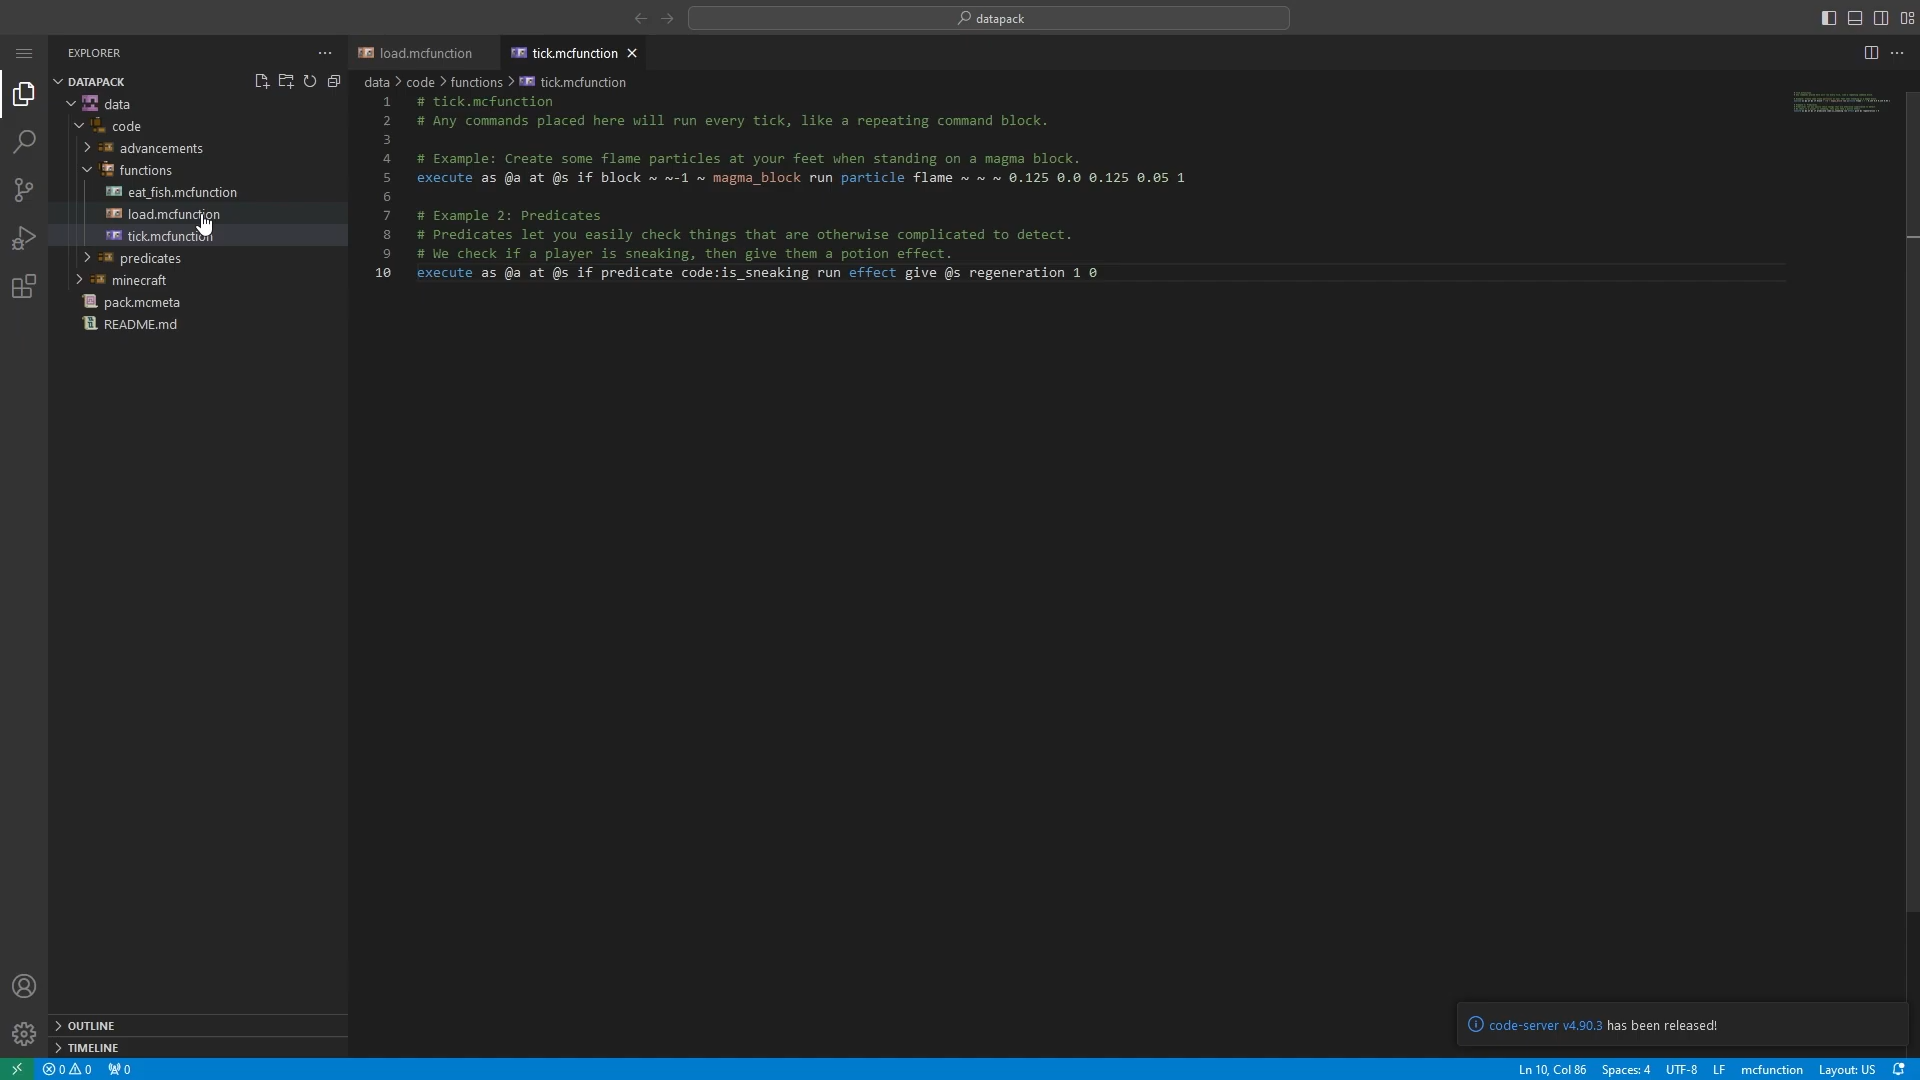 datapack
EXPLORER
load.mcfunction
tick.mcfunction
DATAPACK
data > code > functions > tick.mcfunction
data
code
advancements
functions
eat_fish.mcfunction
load.mcfunction
tick.mcfunction
predicates
minecraft
pack.mcmeta
README.md
1 # tick.mcfunction
2 # Any commands placed here will run every tick, like a repeating command block.
3
4 # Example: Create some flame particles at your feet when standing on a magma block.
5 execute as @a at @s if block ~ ~-1 ~ magma_block run particle flame ~ ~ ~ 0.125 0.0 0.125 0.05 1
6
7 # Example 2: Predicates
8 # Predicates let you easily check things that are otherwise complicated to detect.
9 # We check if a player is sneaking, then give them a potion effect.
10 execute as @a at @s if predicate code:is_sneaking run effect give @s regeneration 1 0
code-server v4.90.3 has been released!
OUTLINE
TIMELINE
0 0 0
Ln 10, Col 86 Spaces: 4 UTF-8 LF mcfunction Layout: US